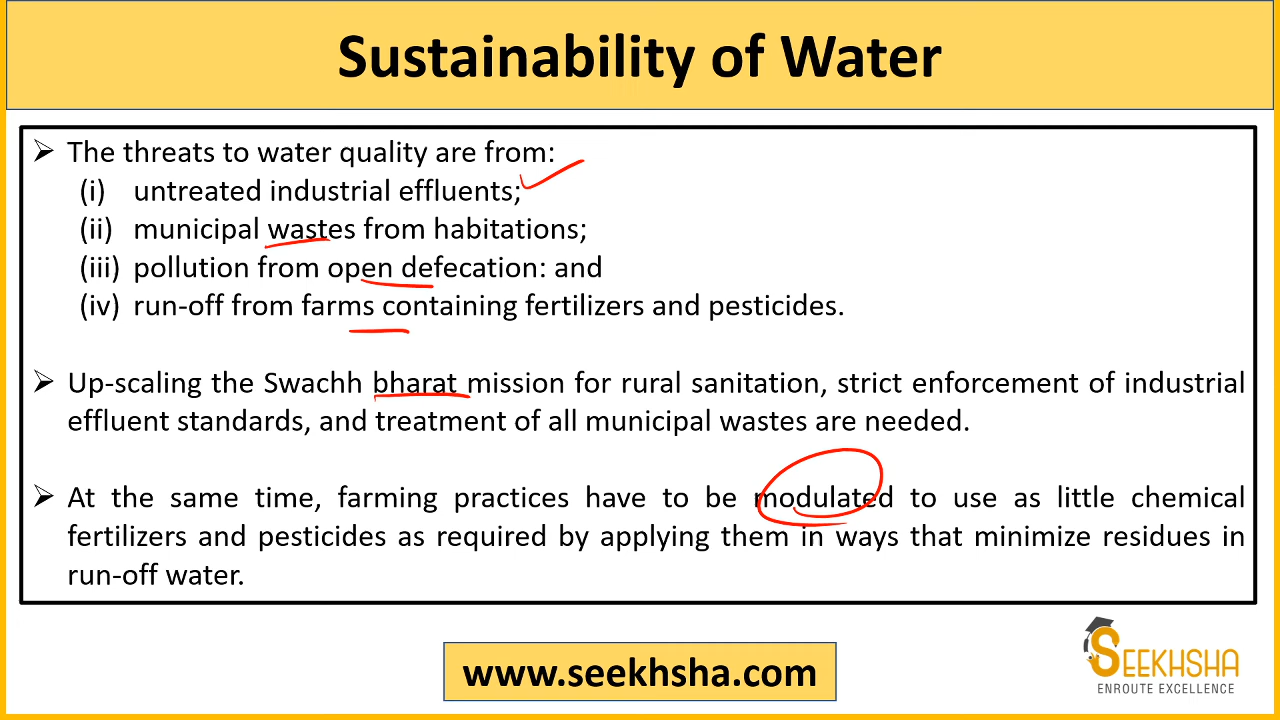 Sustainability of Water
➢ The threats to water quality are from:
(i) untreated industrial effluents;
(ii) municipal wastes from habitations;
(iii) pollution from open defecation: and
(iv) run-off from farms containing fertilizers and pesticides.
➢ Up-scaling the Swachh bharat mission for rural sanitation, strict enforcement of industrial
effluent standards, and treatment of all municipal wastes are needed.
➢ At the same time, farming practices have to be modulated to use as little chemical
fertilizers and pesticides as required by applying them in ways that minimize residues in
run-off water.
www.seekhsha.com
SEEKHSHA
ENROUTE EXCELLENCE